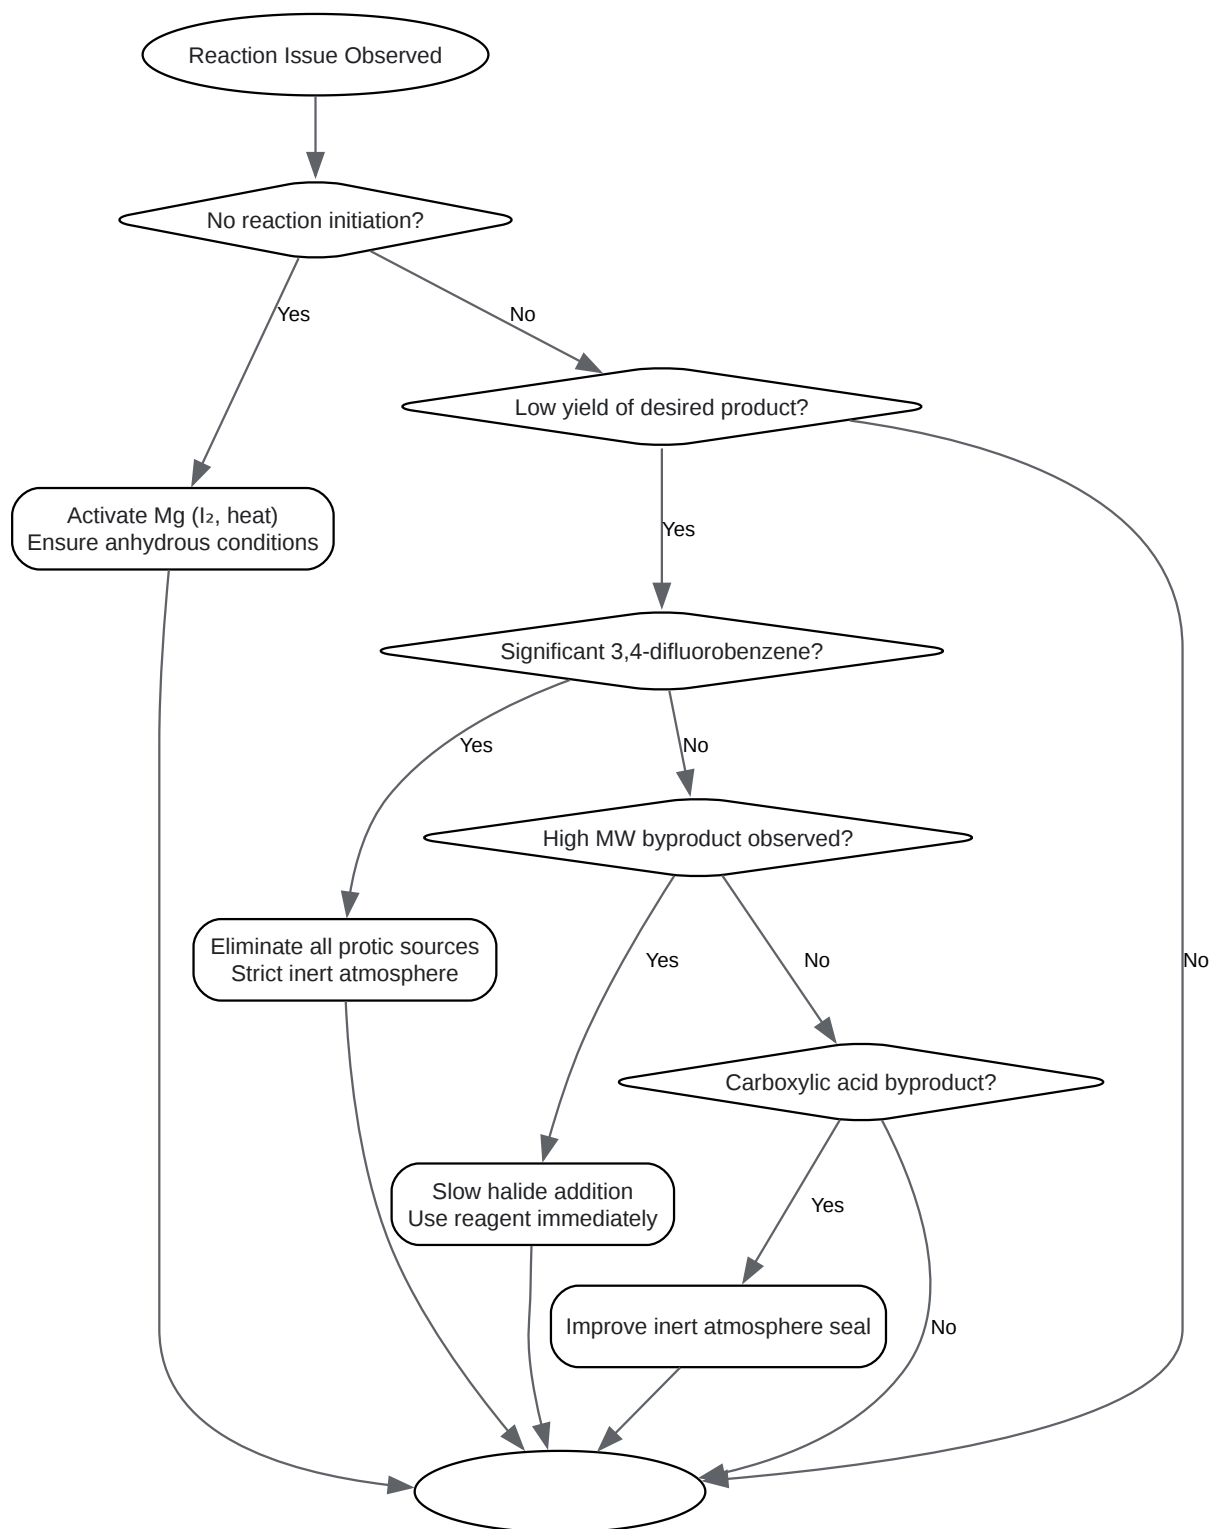 Reaction Issue Observed
No reaction initiation?
Yes
No
Low yield of desired product?
Activate Mg (I₂, heat)
Ensure anhydrous conditions
Yes
Significant 3,4-difluorobenzene?
Yes
No
High MW byproduct observed?
Eliminate all protic sources
Strict inert atmosphere
Yes
No
No
Carboxylic acid byproduct?
Slow halide addition
Use reagent immediately
Yes
Improve inert atmosphere seal
No